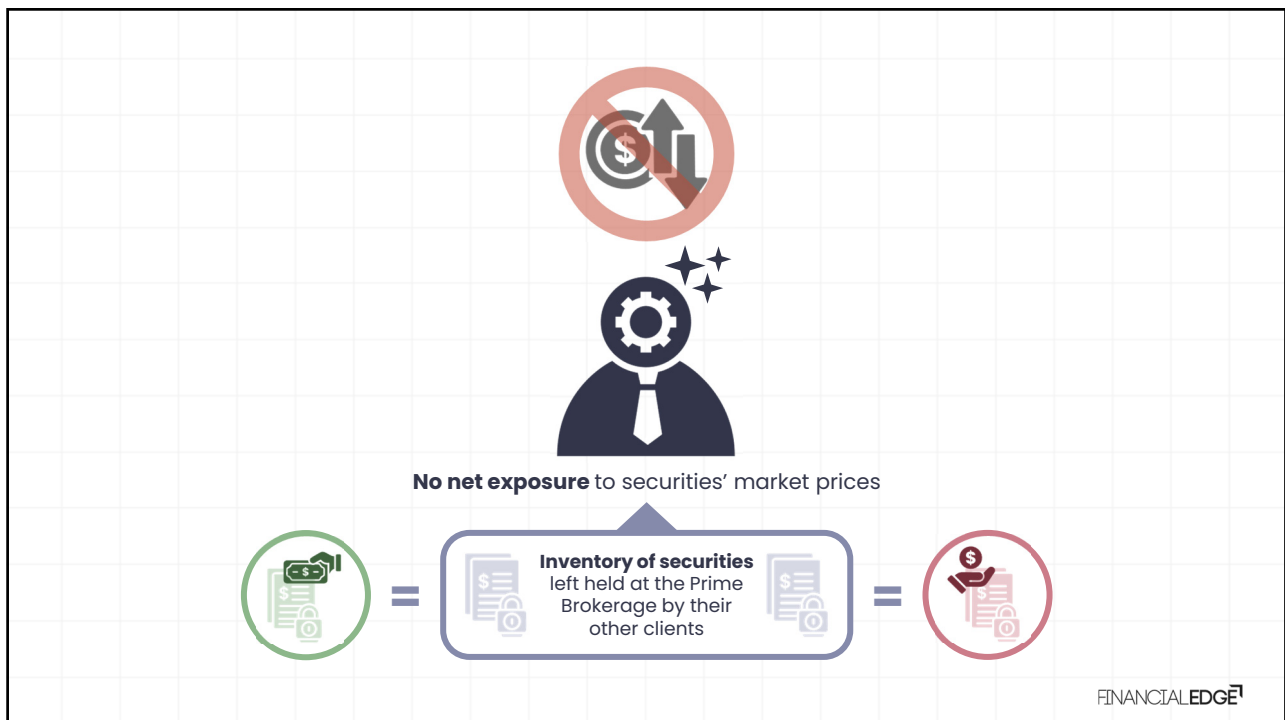 $
No net exposure to securities' market prices
$
$
Inventory of securities
left held at the Prime
Brokerage by their
other clients
$
$
$
FINANCIALEDGE